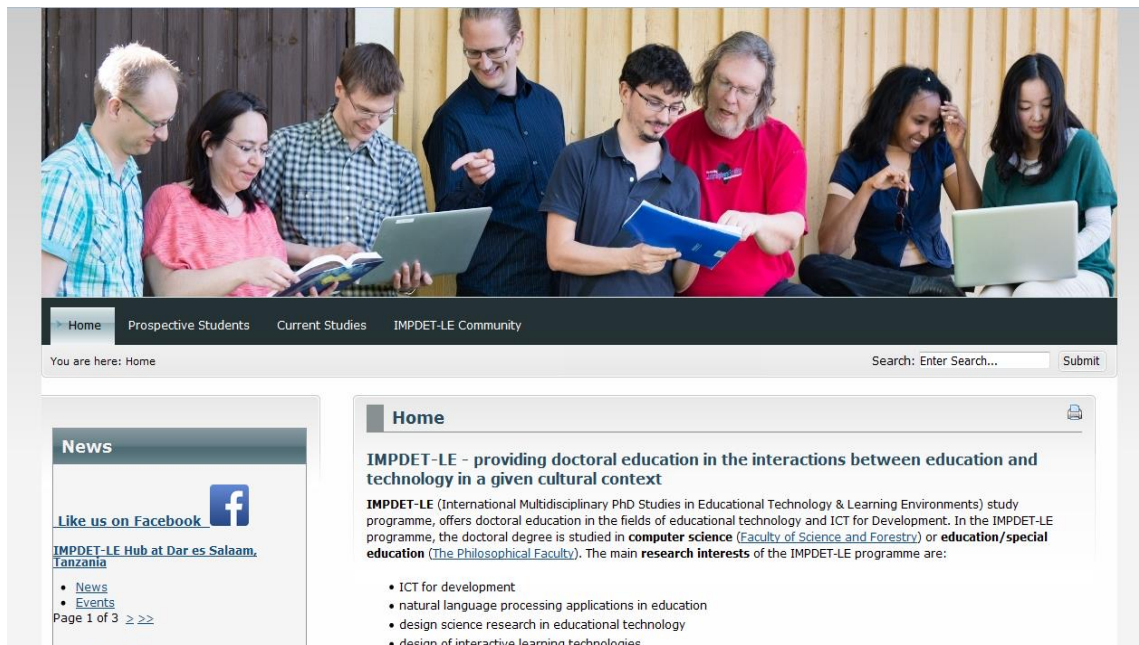 Home
Prospective Students
Current Studies
IMPDET-LE Community
You are here: Home
Search: Enter Search... Submit
News
Like us on Facebook
IMPDET-LE Hub at Dar es Salaam,
Tanzania
• News
• Events
Page 1 of 3 > >>
Home
IMPDET-LE - providing doctoral education in the interactions between education and
technology in a given cultural context
IMPDET-LE (International Multidisciplinary PhD Studies in Educational Technology & Learning Environments) study
programme, offers doctoral education in the fields of educational technology and ICT for Development. In the IMPDET-LE
programme, the doctoral degree is studied in computer science (Faculty of Science and Forestry) or education/special
education (The Philosophical Faculty). The main research interests of the IMPDET-LE programme are:
• ICT for development
• natural language processing applications in education
• design science research in educational technology
• design of interactive learning technologies